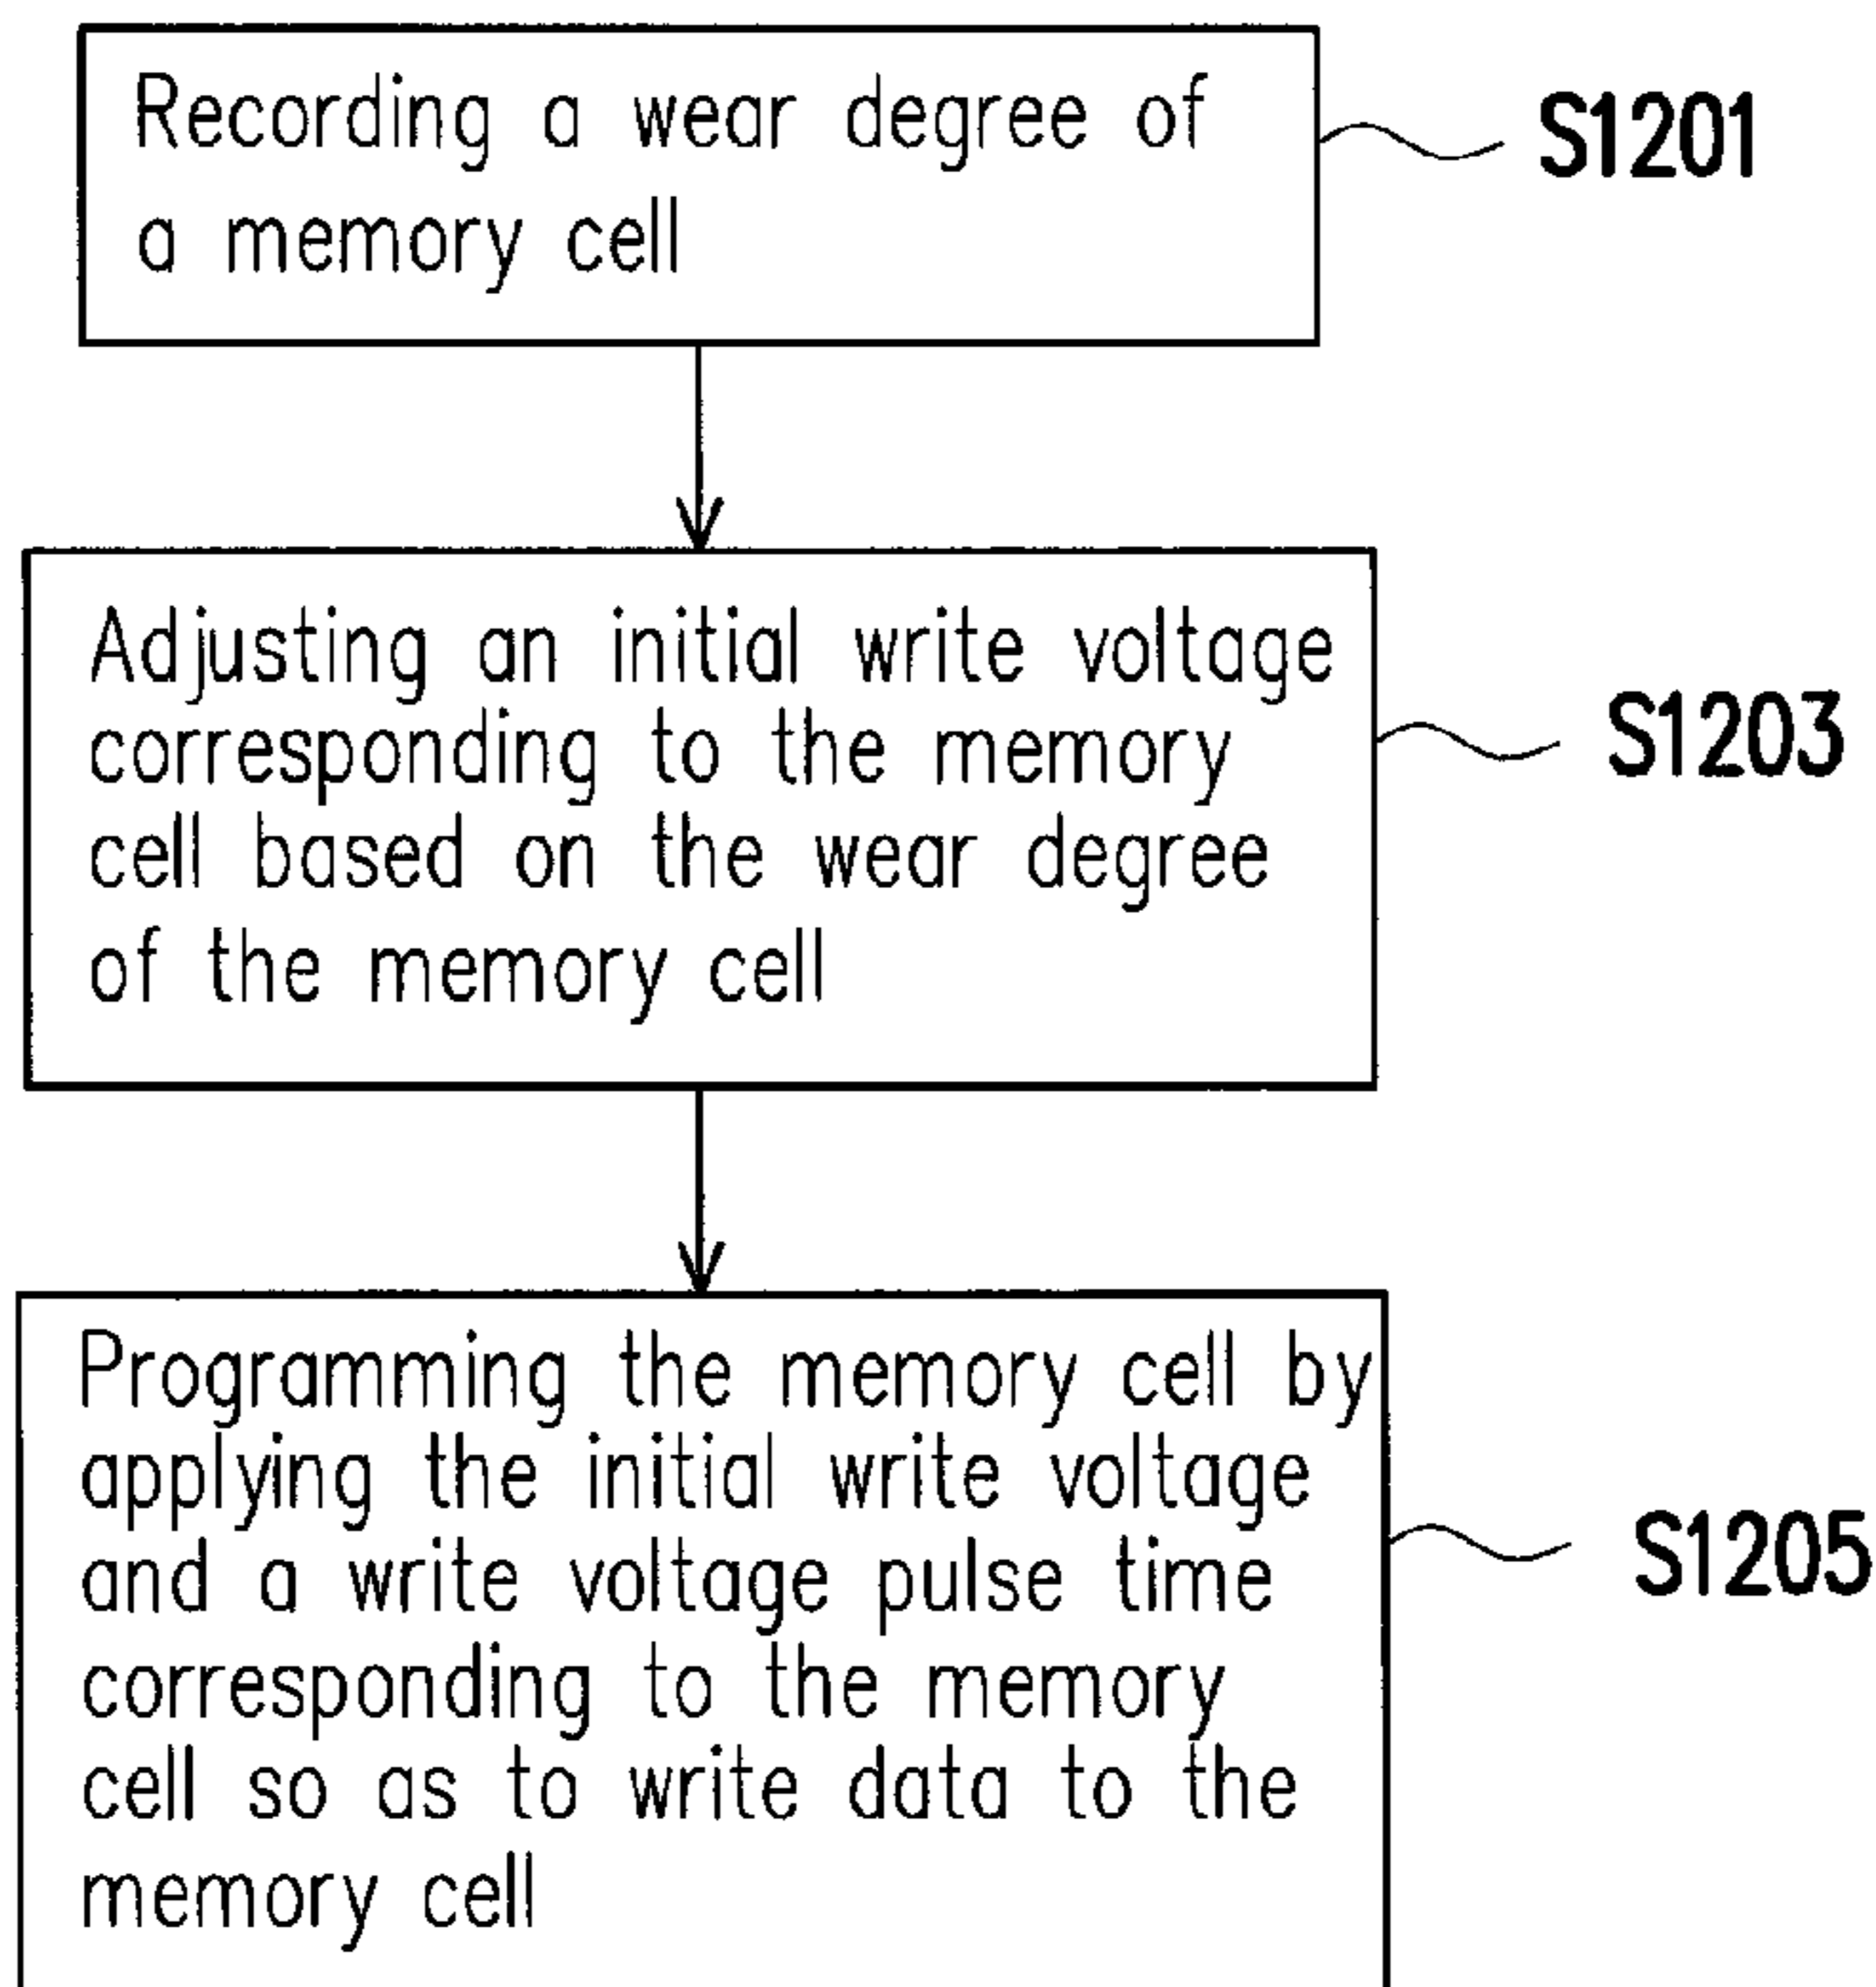 Recording a wear degree of
a memory cell
S1201
Adjusting an initial write voltage
corresponding to the memory
cell based on the wear degree
of the memory cell
S1203
Programming the memory cell by
applying the initial write voltage
and a write voltage pulse time
corresponding to the memory
cell so as to write data to the
memory cell
S1205